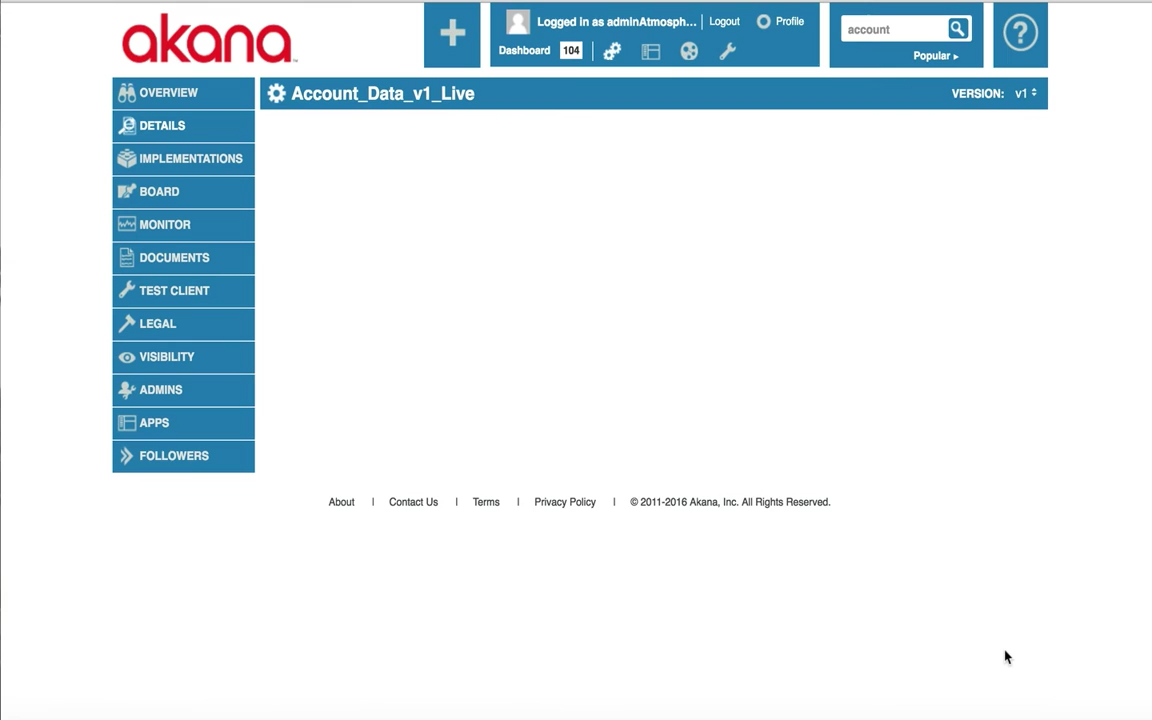 akana
Logged in as adminAtmosph... Logout Profile
Dashboard 104
account
Popular ▸
?
OVERVIEW
DETAILS
IMPLEMENTATIONS
BOARD
MONITOR
DOCUMENTS
TEST CLIENT
LEGAL
VISIBILITY
ADMINS
APPS
FOLLOWERS
Account_Data_v1_Live
VERSION: v1
About | Contact Us | Terms | Privacy Policy | © 2011-2016 Akana, Inc. All Rights Reserved.